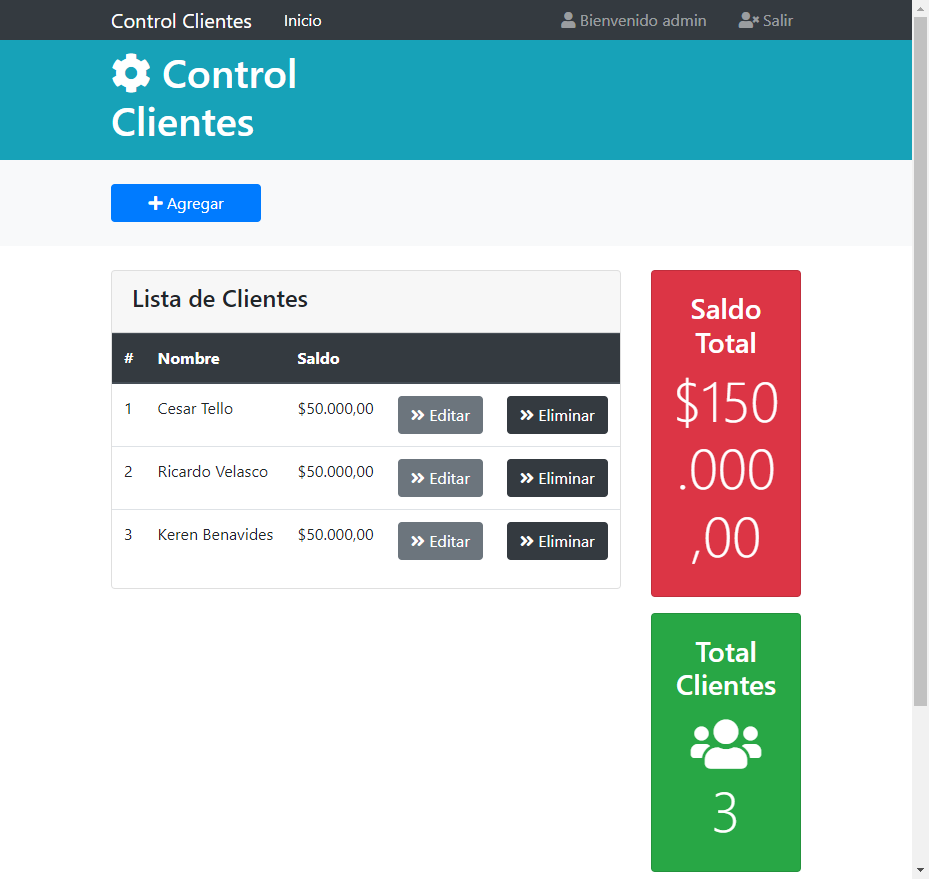 Control Clientes Inicio Bienvenido admin Salir
Control
Clientes
Agregar
Lista de Clientes
# Nombre Saldo
1 Cesar Tello $50.000,00 Editar Eliminar
2 Ricardo Velasco $50.000,00 Editar Eliminar
3 Keren Benavides $50.000,00 Editar Eliminar
Saldo
Total
$150
.000
,00
Total
Clientes
3